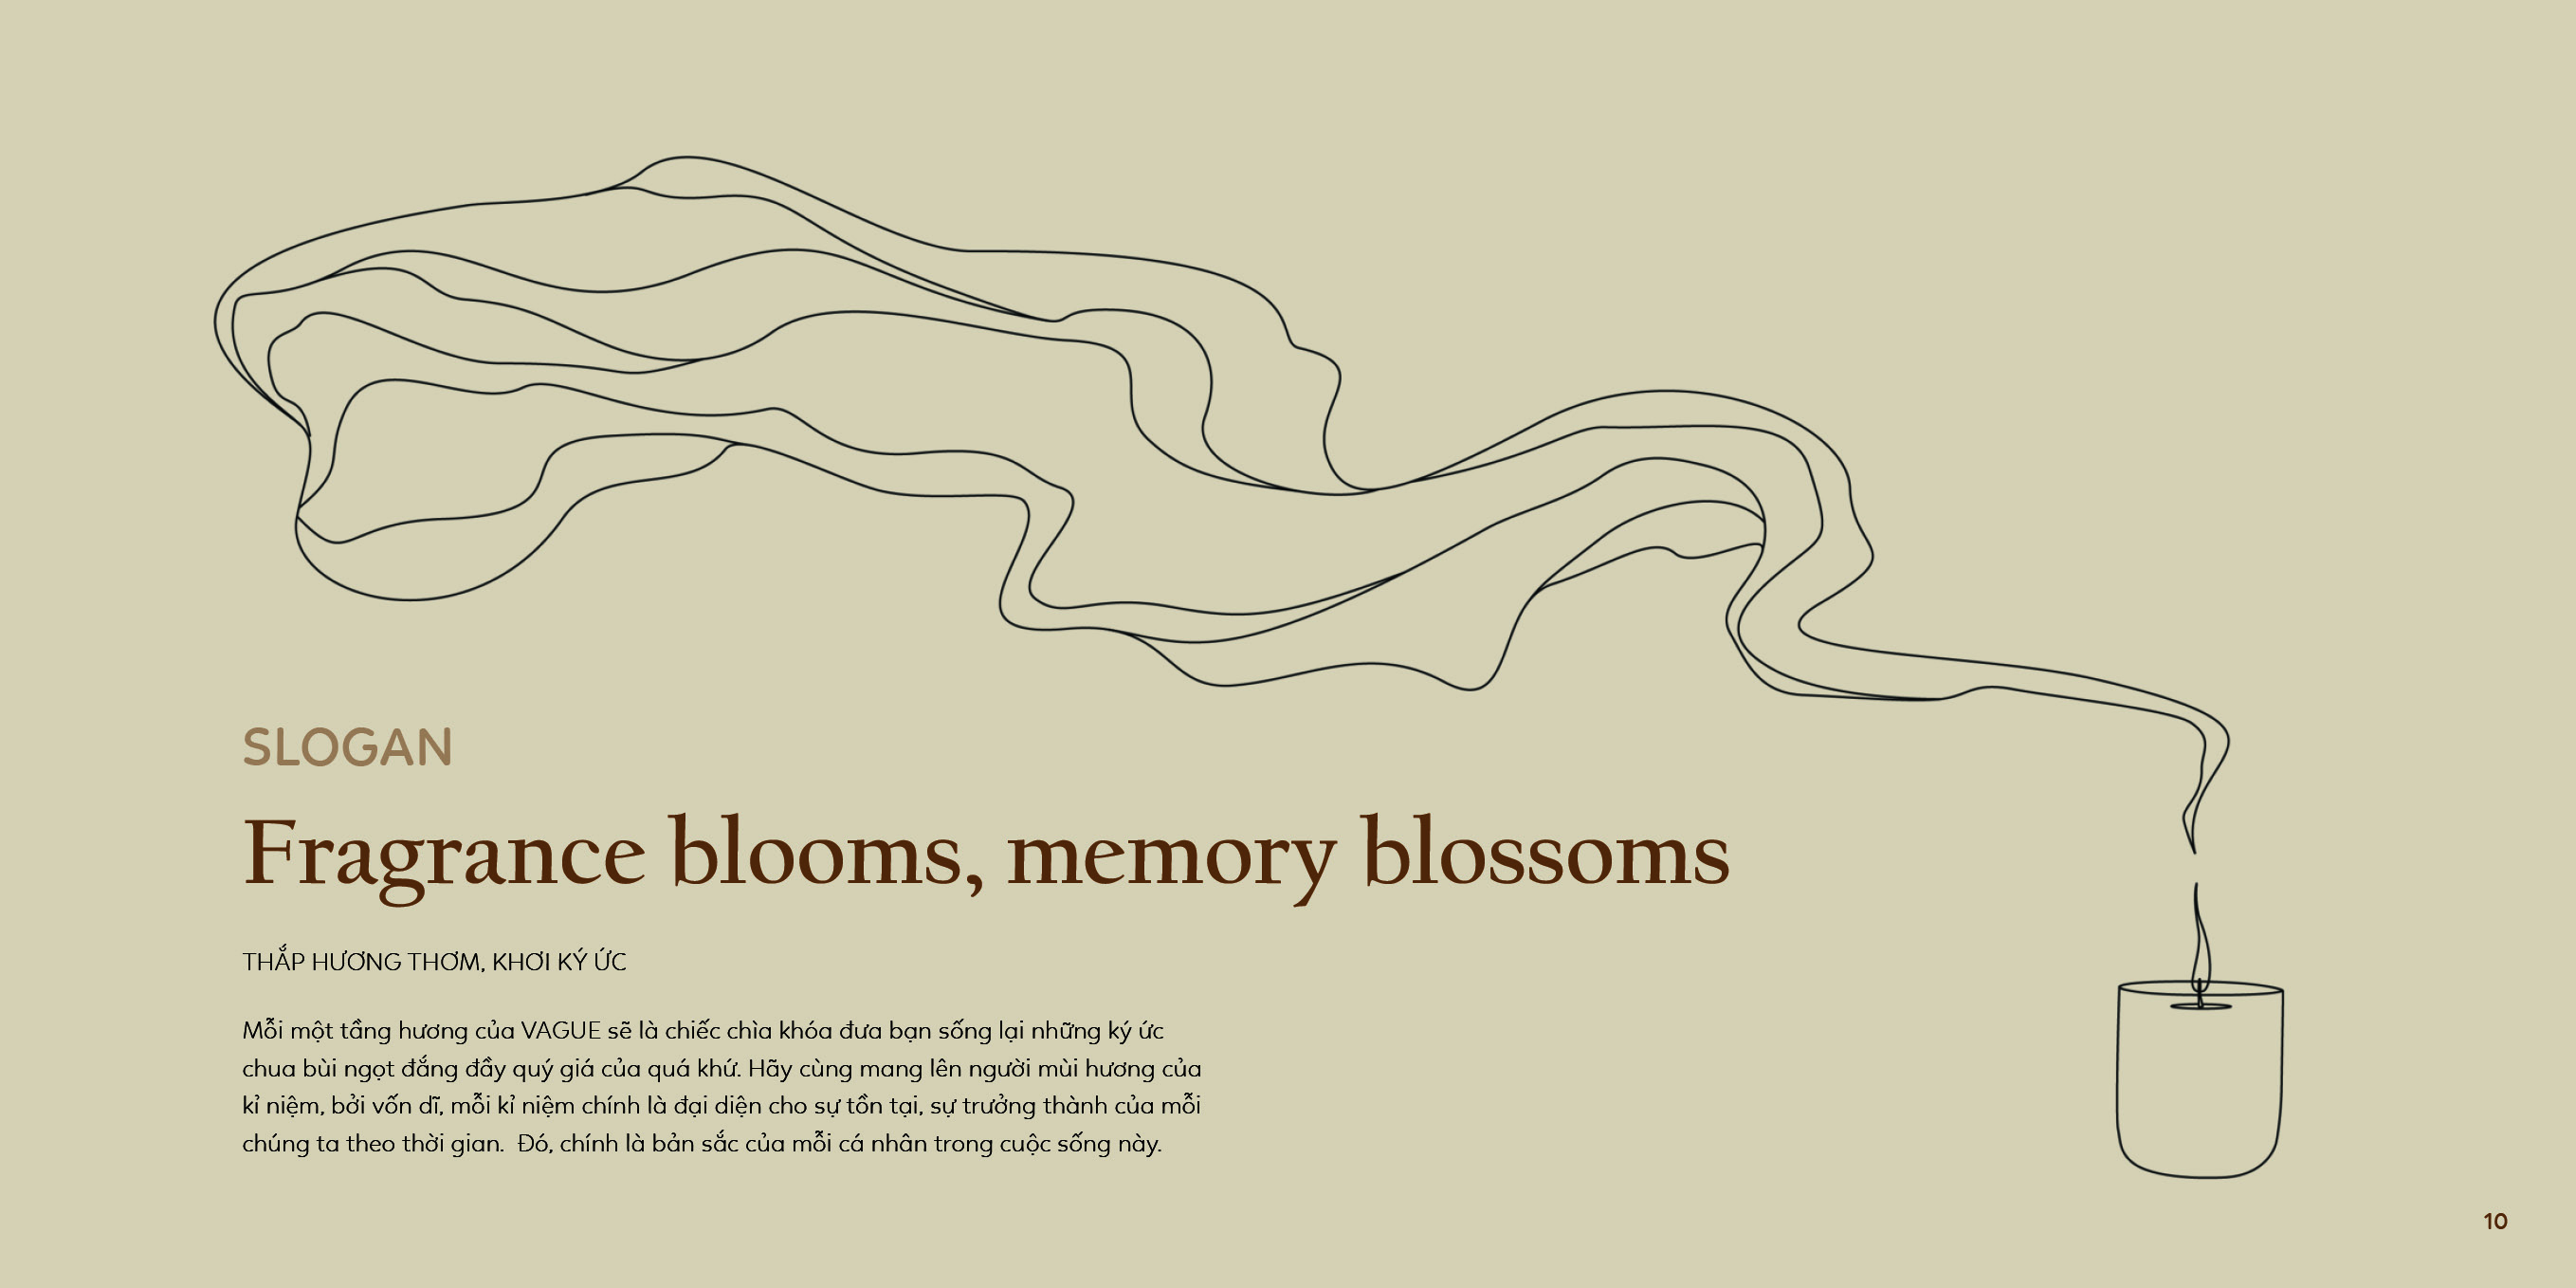 SLOGAN
Fragrance blooms, memory blossoms
THẮP HƯƠNG THƠM, KHƠI KÝ ỨC
Mỗi một tầng hương của VAGUE sẽ là chiếc chìa khóa đưa bạn sống lại những ký ức
chua bùi ngọt đắng đầy quý giá của quá khứ. Hãy cùng mang lên người mùi hương của
kỉ niệm, bởi vốn dĩ, mỗi kỉ niệm chính là đại diện cho sự tồn tại, sự trưởng thành của mỗi
chúng ta theo thời gian.  Đó, chính là bản sắc của mỗi cá nhân trong cuộc sống này.
10